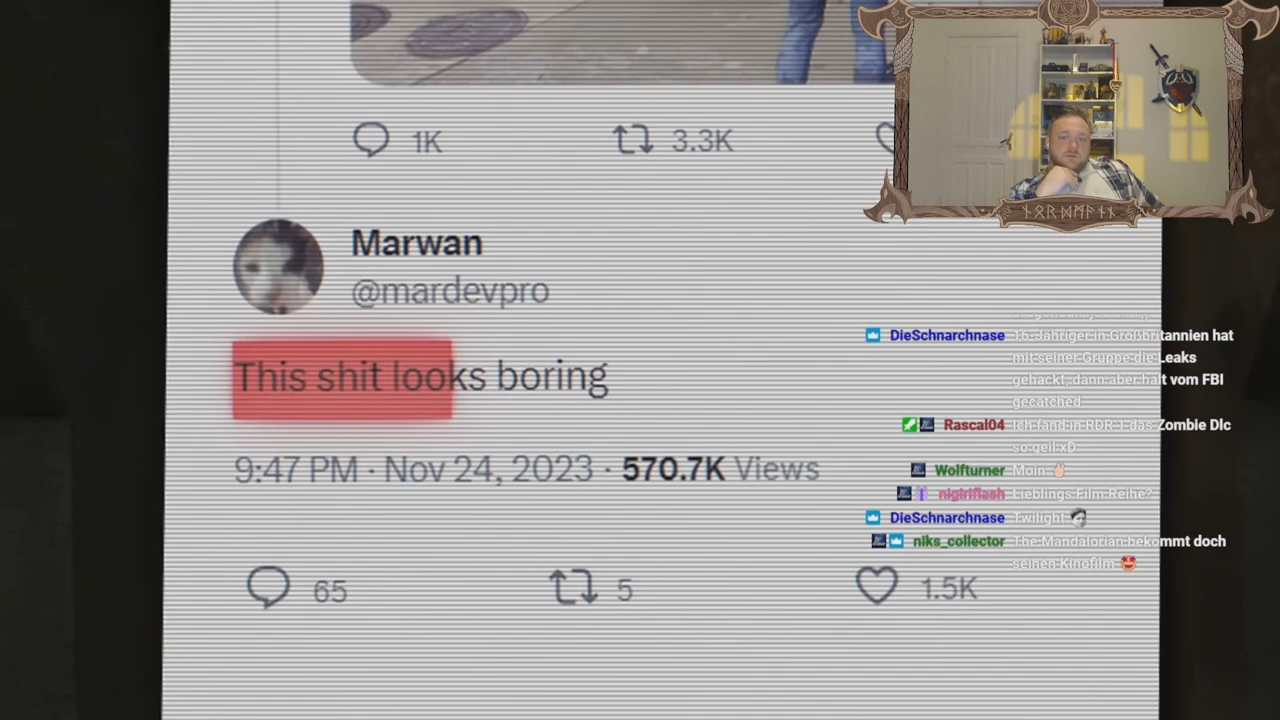 1K 3.3K
Marwan
@mardevpro
This shit looks boring
9:47 PM · Nov 24, 2023 · 570.7K Views
65 5 1.5K
ᚾᛟᚱᛞᛗᚨᚾᚾ
DieSchnarchnase 16-Jähriger in Großbritannien hat
mit seiner Gruppe die Leaks
gehackt, dann aber halt vom FBI
gecatched
Rascal04 Ich fand in RDR 1 das Zombie Dlc
so geil xD
Wolfturner Moin ✌🏻
nigiriflash Lieblings Film Reihe?
DieSchnarchnase Twilight
niks_collector The Mandalorian bekommt doch
seinen Kinofilm 🤩